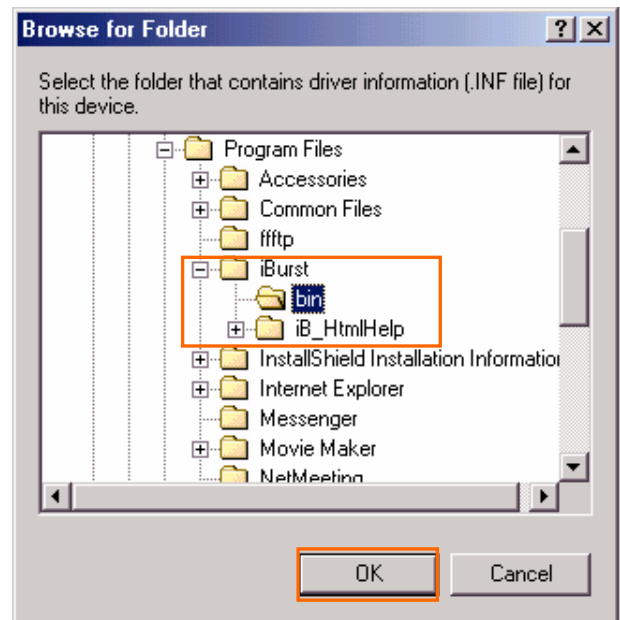 Browse for Folder
Select the folder that contains driver information (.INF file) for
this device.
Program Files
Accessories
Common Files
ffftp
iBurst
bin
iB_HtmlHelp
InstallShield Installation Informatio
Internet Explorer
Messenger
Movie Maker
NetMeeting
OK Cancel